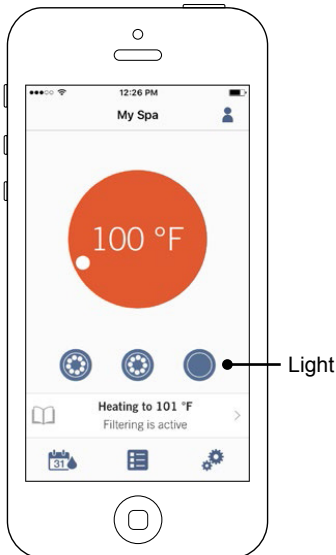 12:26 PM
My Spa
100 °F
Light
Heating to 101 °F
Filtering is active
31